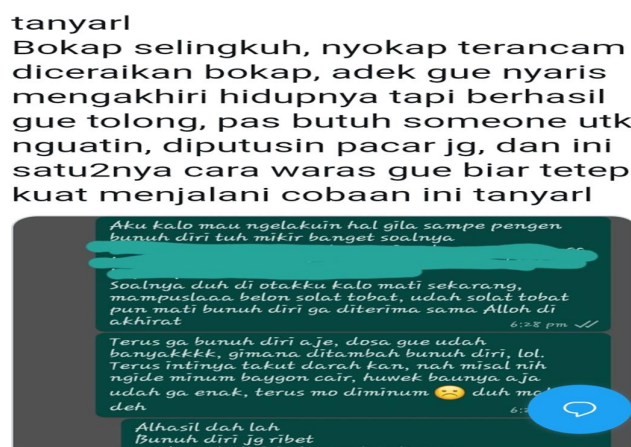 tanyarl
Bokap selingkuh, nyokap terancam
diceraikan bokap, adek gue nyaris
mengakhiri hidupnya tapi berhasil
gue tolong, pas butuh someone utk
nguatin, diputusin pacar jg, dan ini
satu2nya cara waras gue biar tetep
kuat menjalani cobaan ini tanyarl
Aku kalo mau ngelakuin hal gila sampe pengen
bunuh diri tuh mikir banget soalnya
Soalnya duh di otakku kalo mati sekarang,
mampuslaaa belon solat tobat, udah solat tobat
pun mati bunuh diri ga diterima sama Alloh di
akhirat
6:28 pm
Terus ga bunuh diri aje, dosa gue udah
banyakkkk, gimana ditambah bunuh diri, lol.
Terus intinya takut darah kan, nah misal nih
ngide minum baygon cair, huwek baunya aja
udah ga enak, terus mo diminum ☹️ duh
deh
Alhasil dah lah
Bunuh diri jg ribet